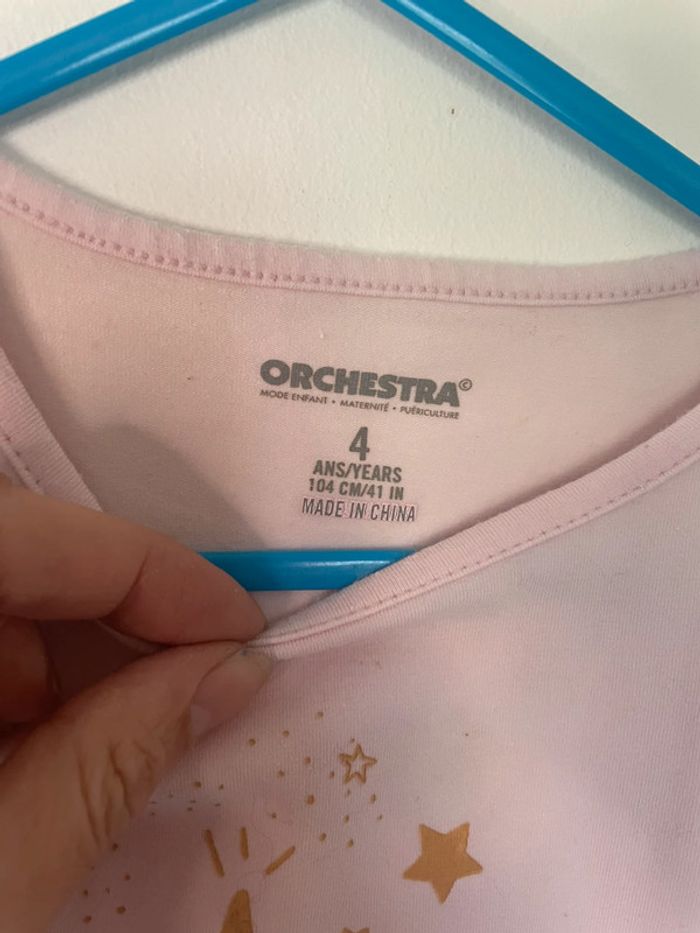 ORCHESTRA©
MODE ENFANT • MATERNITÉ • PUÉRICULTURE
4
ANS/YEARS
104 CM/41 IN
MADE IN CHINA